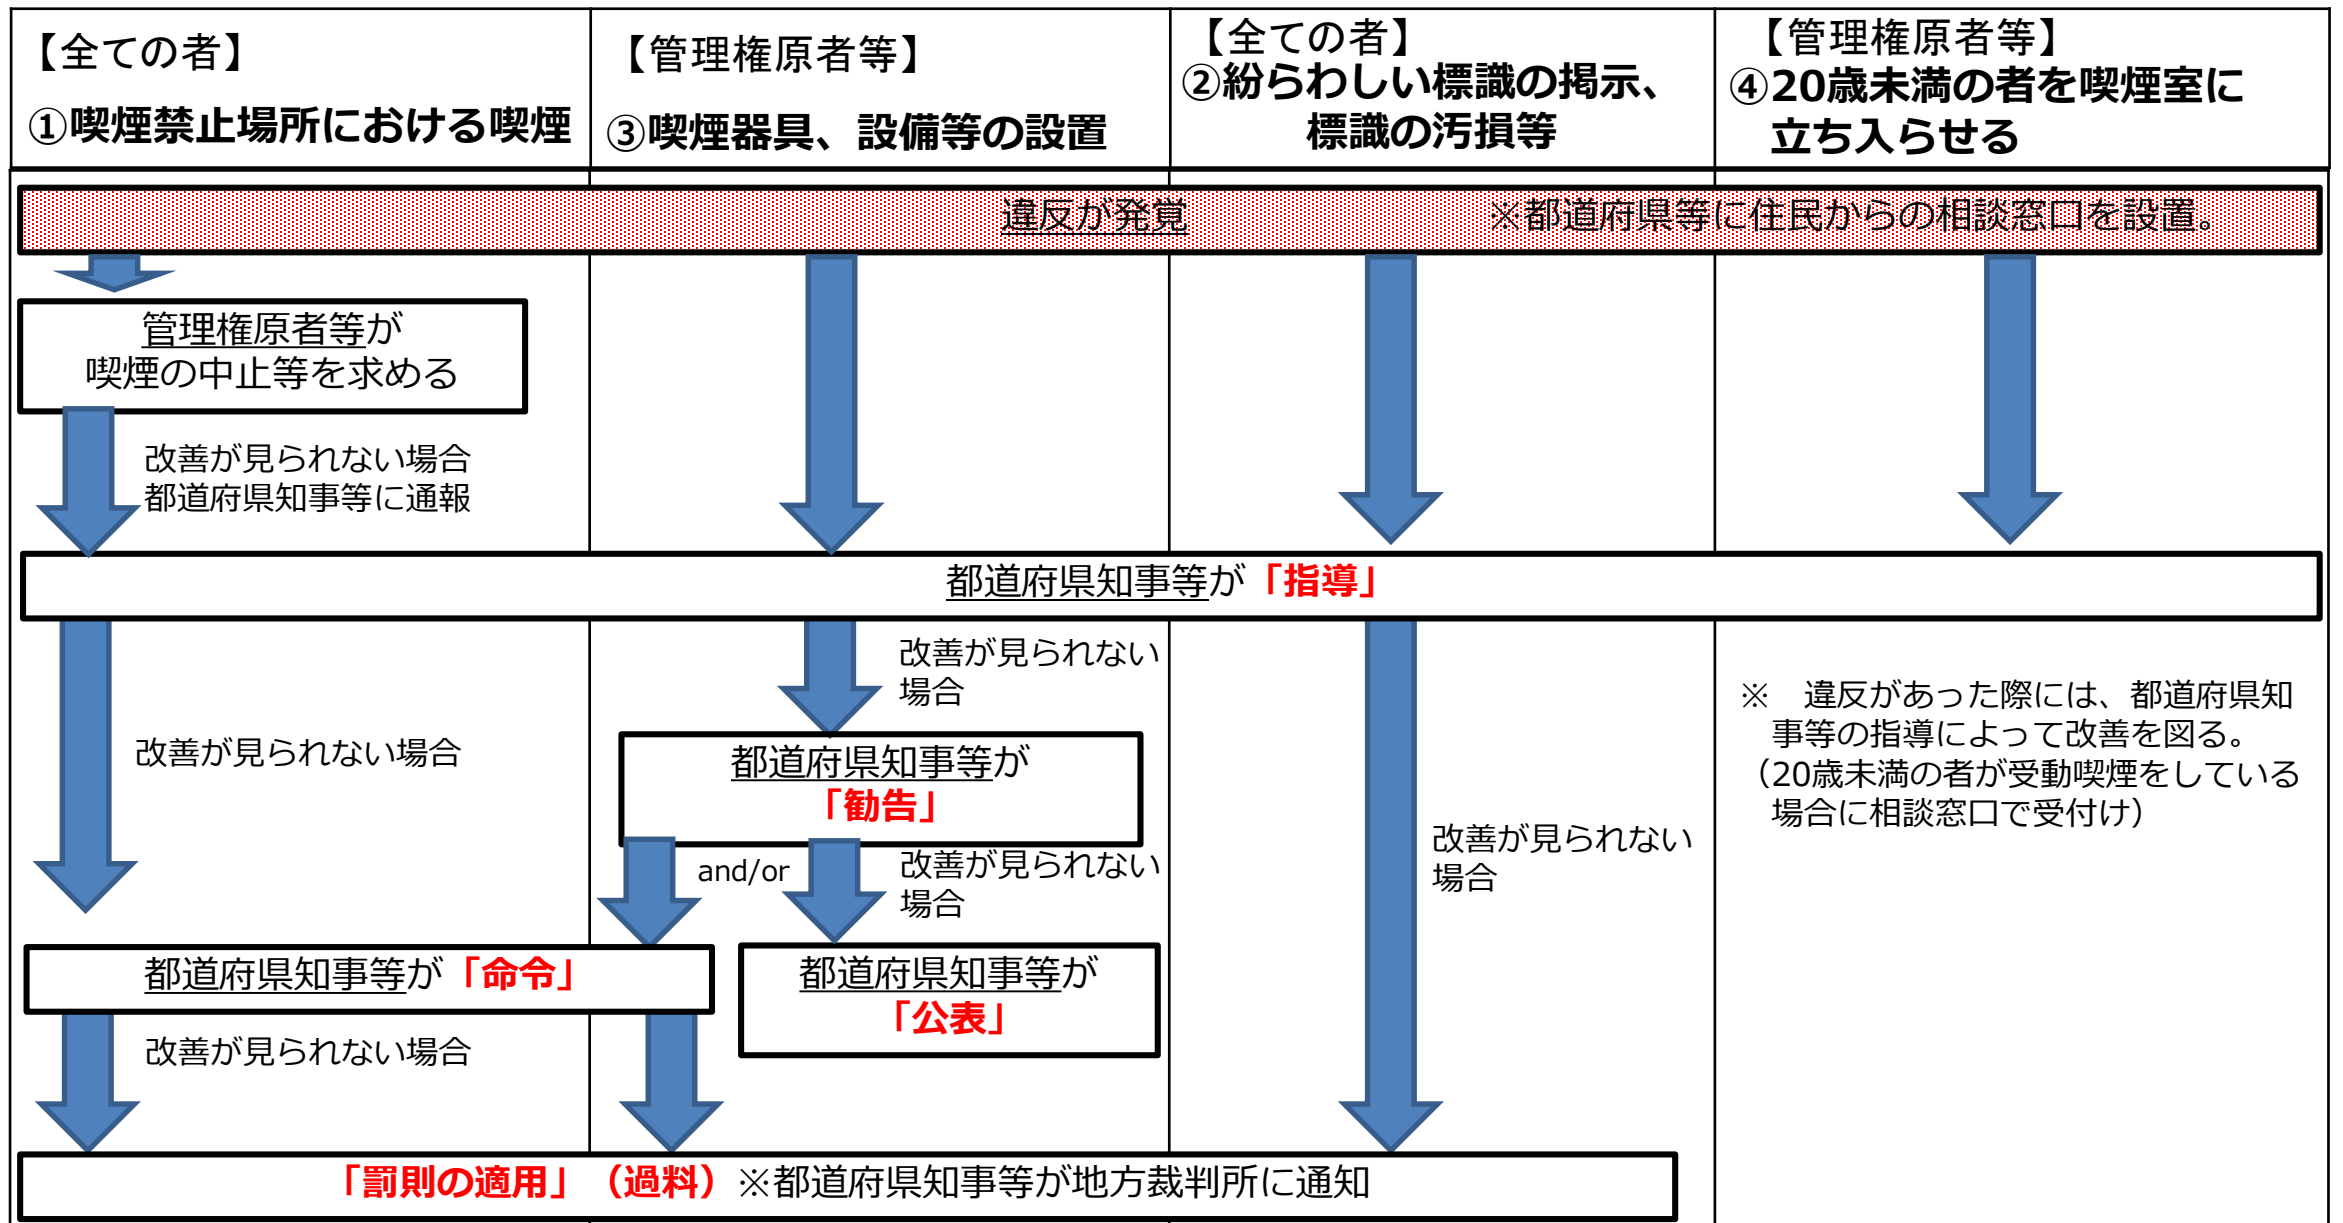 【全ての者】
①喫煙禁止場所における喫煙
【管理権原者等】
③喫煙器具、設備等の設置
【全ての者】
②紛らわしい標識の掲示、
標識の汚損等
【管理権原者等】
④20歳未満の者を喫煙室に
立ち入らせる
違反が発覚
※都道府県等に住民からの相談窓口を設置。
管理権原者等が
喫煙の中止等を求める
改善が見られない場合
都道府県知事等に通報
都道府県知事等が「指導」
改善が見られない場合
改善が見られない
場合
都道府県知事等が
「勧告」
and/or
改善が見られない
場合
改善が見られない
場合
※　違反があった際には、都道府県知
事等の指導によって改善を図る。
（20歳未満の者が受動喫煙をしている
場合に相談窓口で受付け）
都道府県知事等が「命令」
都道府県知事等が
「公表」
改善が見られない場合
「罰則の適用」（過料）※都道府県知事等が地方裁判所に通知